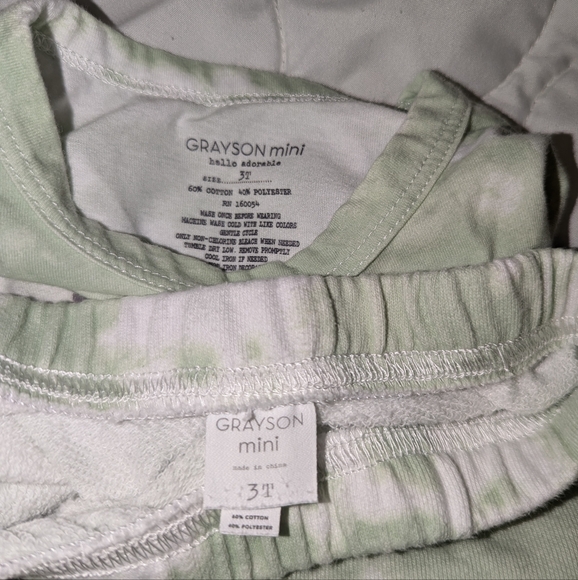 GRAYSON mini
hello adorable
SIZE 3T
60% COTTON 40% POLYESTER
RN 160054
WASH ONCE BEFORE WEARING
MACHINE WASH COLD WITH LIKE COLORS
GENTLE CYCLE
ONLY NON-CHLORINE BLEACH WHEN NEEDED
TUMBLE DRY LOW. REMOVE PROMPTLY
COOL IRON IF NEEDED
IRON
GRAYSON
mini
made in china
3T
60% COTTON
40% POLYESTER